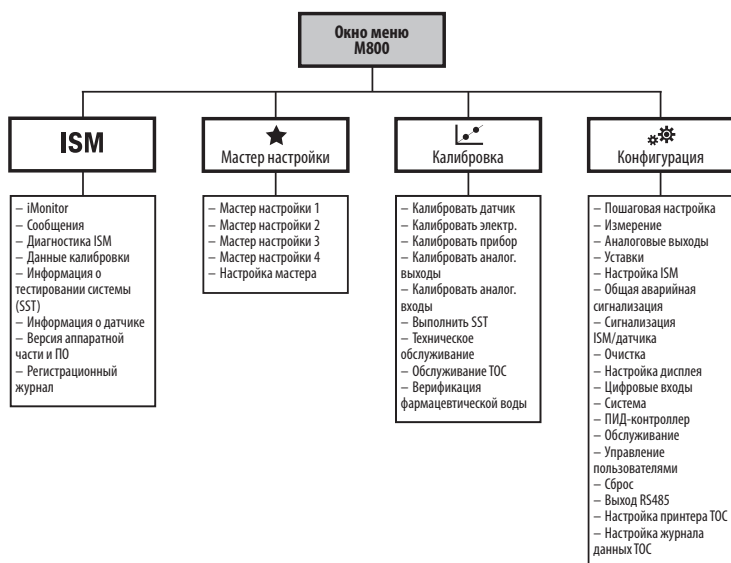 Окно меню
M800
ISM
Мастер настройки
Калибровка
Конфигурация
– iMonitor
– Сообщения
– Диагностика ISM
– Данные калибровки
– Информация о
тестировании системы
(SST)
– Информация о датчике
– Версия аппаратной
части и ПО
– Регистрационный
журнал
– Мастер настройки 1
– Мастер настройки 2
– Мастер настройки 3
– Мастер настройки 4
– Настройка мастера
– Калибровать датчик
– Калибровать электр.
– Калибровать прибор
– Калибровать аналог.
выходы
– Калибровать аналог.
входы
– Выполнить SST
– Техническое
обслуживание
– Обслуживание ТОС
– Верификация
фармацевтической воды
– Пошаговая настройка
– Измерение
– Аналоговые выходы
– Уставки
– Настройка ISM
– Общая аварийная
сигнализация
– Сигнализация
ISM/датчика
– Очистка
– Настройка дисплея
– Цифровые входы
– Система
– ПИД-контроллер
– Обслуживание
– Управление
пользователями
– Сброс
– Выход RS485
– Настройка принтера ТОС
– Настройка журнала
данных ТОС